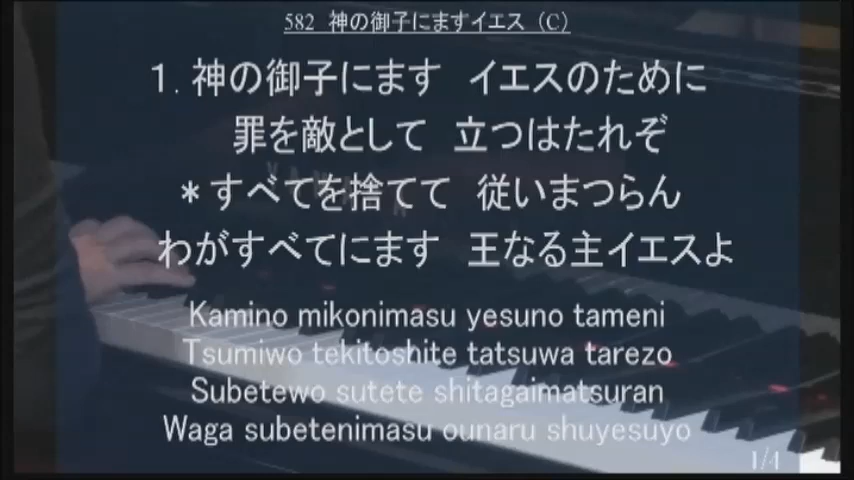 582 神の御子にますイエス（C）
1. 神の御子にます　イエスのために
罪を敵として　立つはたれぞ
＊すべてを捨てて　従いまつらん
わがすべてにます　王なる主イエスよ
Kamino mikonimasu yesuno tameni
Tsumiwo tekitoshite tatsuwa tarezo
Subetewo sutete shitagaimatsuran
Waga subetenimasu ounaru shuyesuyo
1/4
YAMAHA